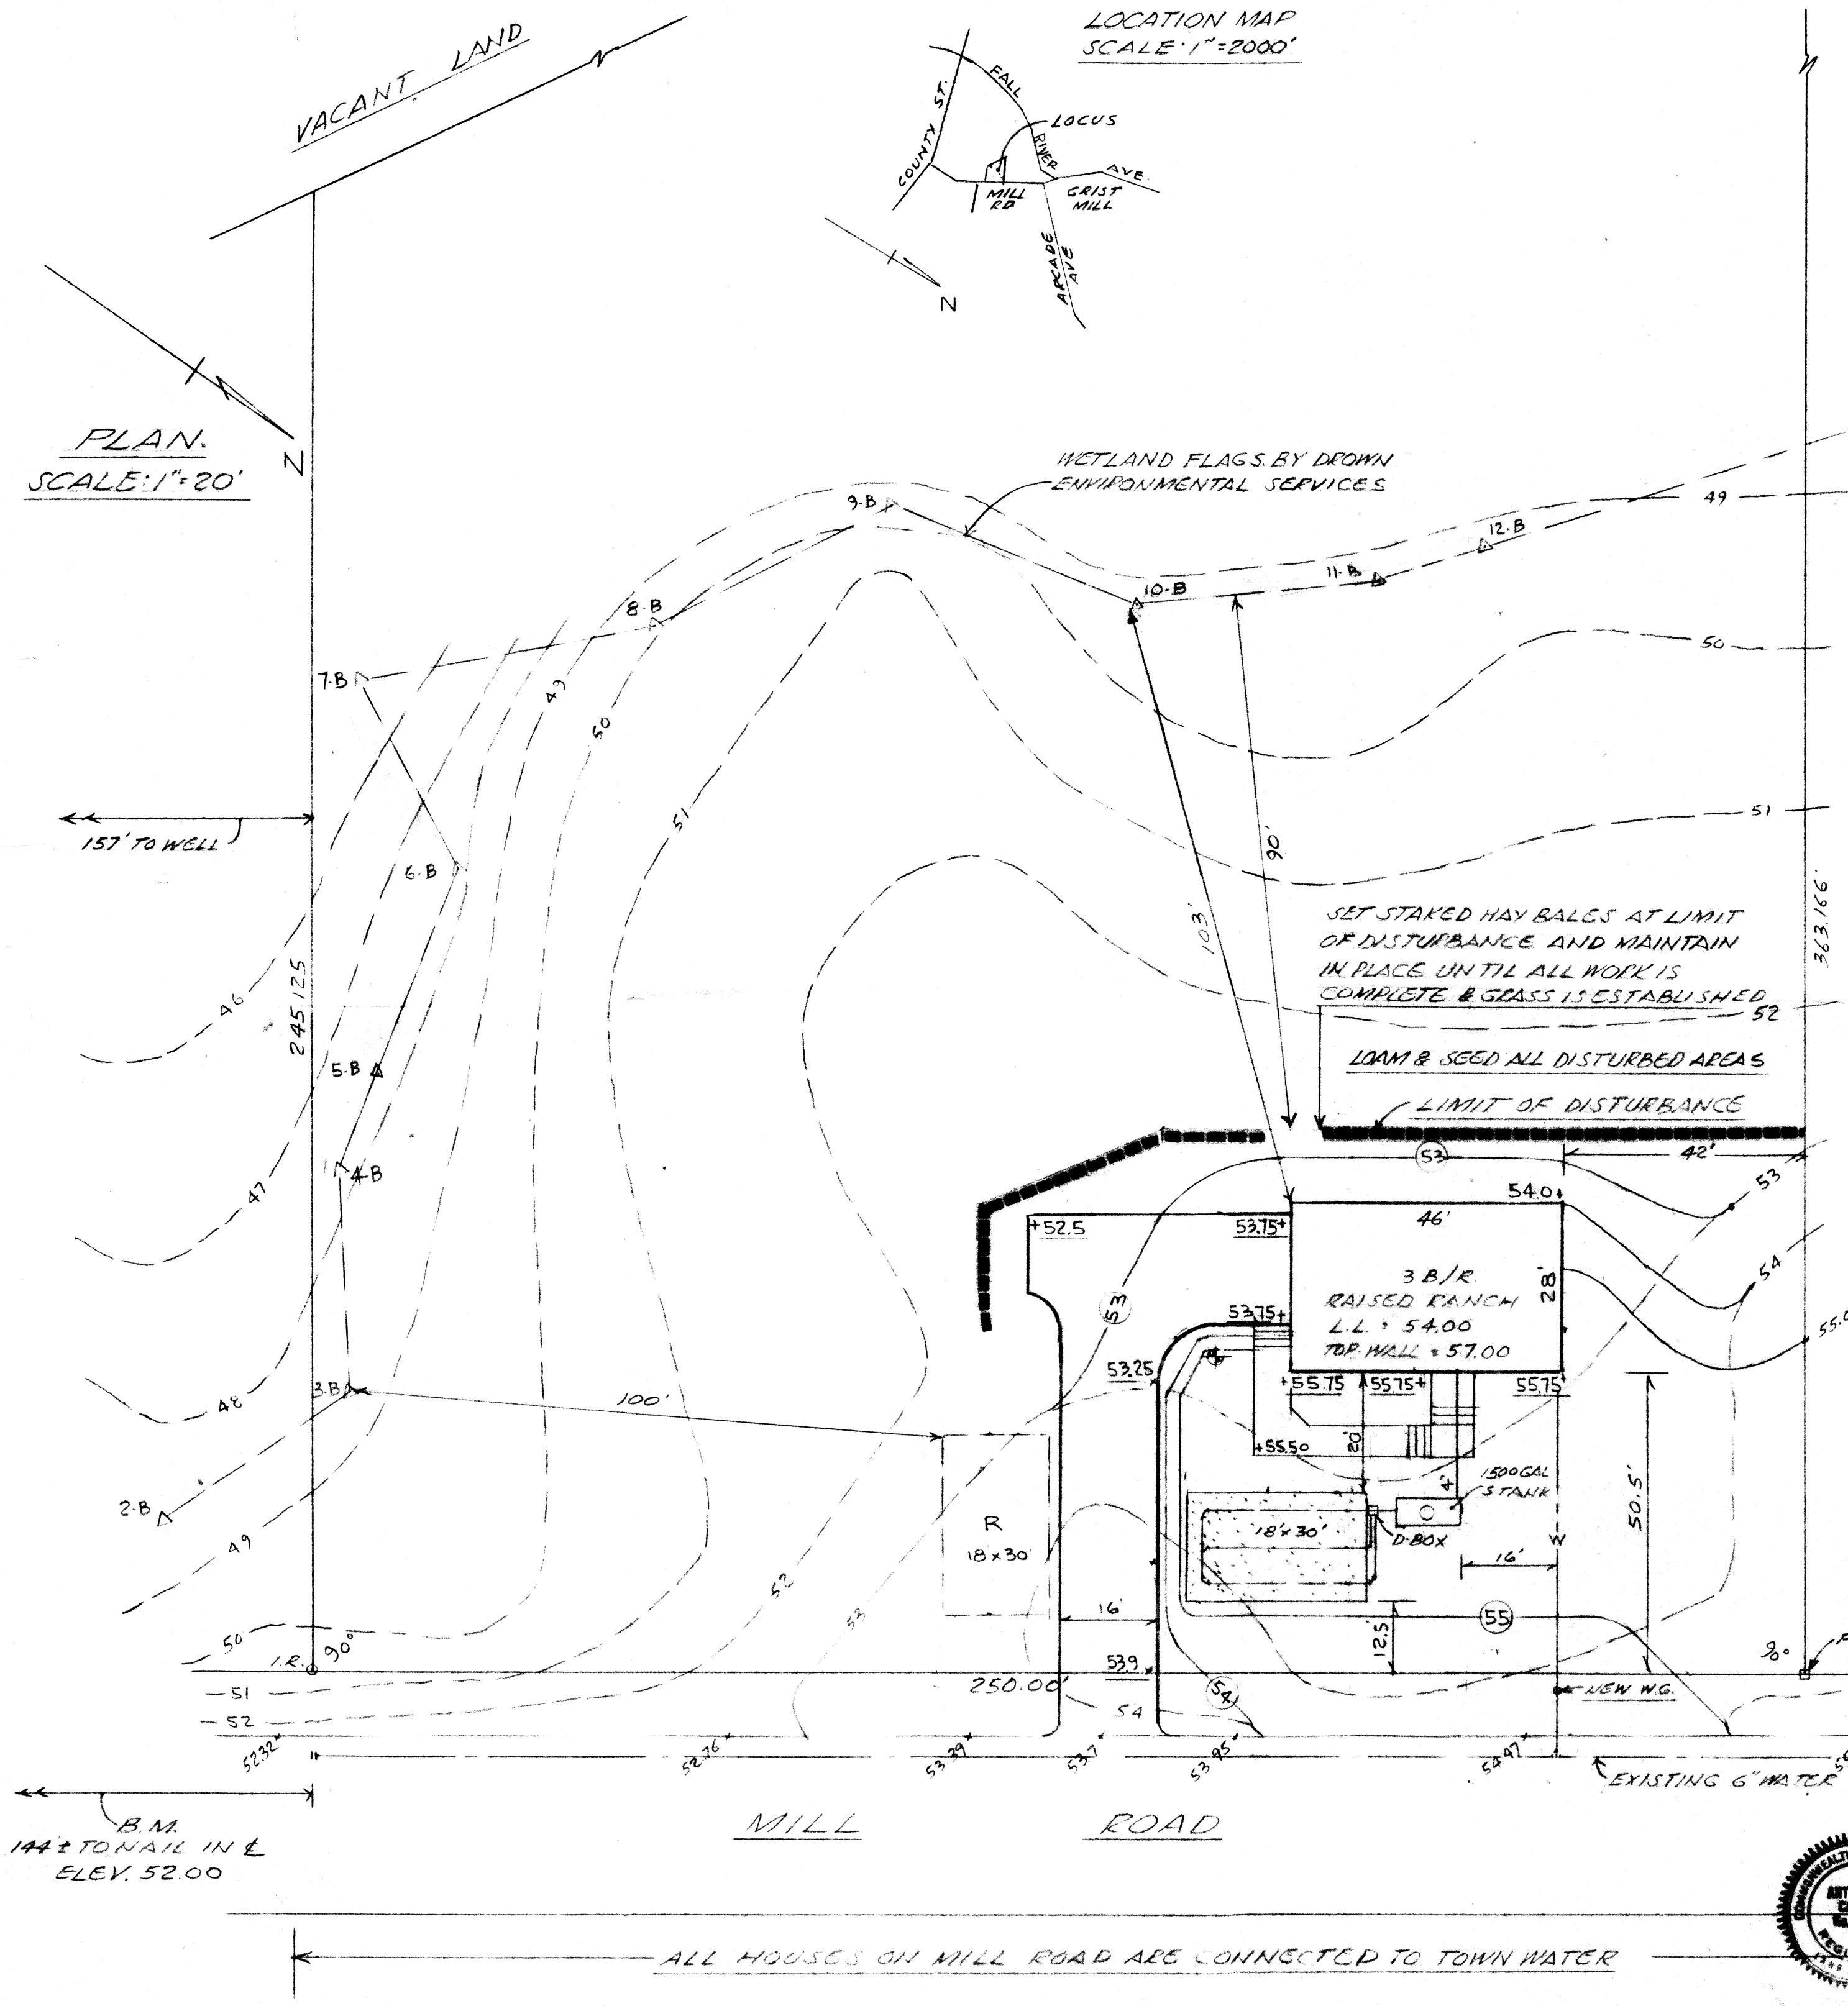 LOCATION MAP
SCALE: 1"=2000'
VACANT LAND
COUNTY ST.
FALL
RIVER
AVE.
LOCUS
MILL
RD
GRIST
MILL
ARCADE
AVE
N
N
PLAN.
SCALE: 1"=20'
WETLAND FLAGS BY DROWN
ENVIRONMENTAL SERVICES
9-B
12-B
49
11-B
10-B
8-B
7-B
50
49
50
51
51
157' TO WELL
6-B
90'
103'
363.166'
245.125
46
SET STAKED HAY BALES AT LIMIT
OF DISTURBANCE AND MAINTAIN
IN PLACE UNTIL ALL WORK IS
COMPLETE & GRASS IS ESTABLISHED
52
LOAM & SEED ALL DISTURBED AREAS
LIMIT OF DISTURBANCE
5-B
4-B
47
53
42'
53
54.0+
46'
+52.5
53.75+
3 B/R
RAISED RANCH
L.L. = 54.00
TOP WALL = 57.00
28'
54
53
53.75+
53.25
+55.75
55.75+
55.75
3-B
48
100'
+55.50
20'
4'
1500 GAL
S TANK
50.5'
2-B
49
R
18x30'
18'x30'
D-BOX
W
16'
52
53
16'
55
12.5'
50
I.R.
90°
90°
51
52
250.00'
53.9
54
54
NEW W.G.
52.32
52.76
53.39
53.7
53.95
54.47
EXISTING 6" WATER
B.M.
144'± TO NAIL IN ℄
ELEV. 52.00
MILL ROAD
ALL HOUSES ON MILL ROAD ARE CONNECTED TO TOWN WATER